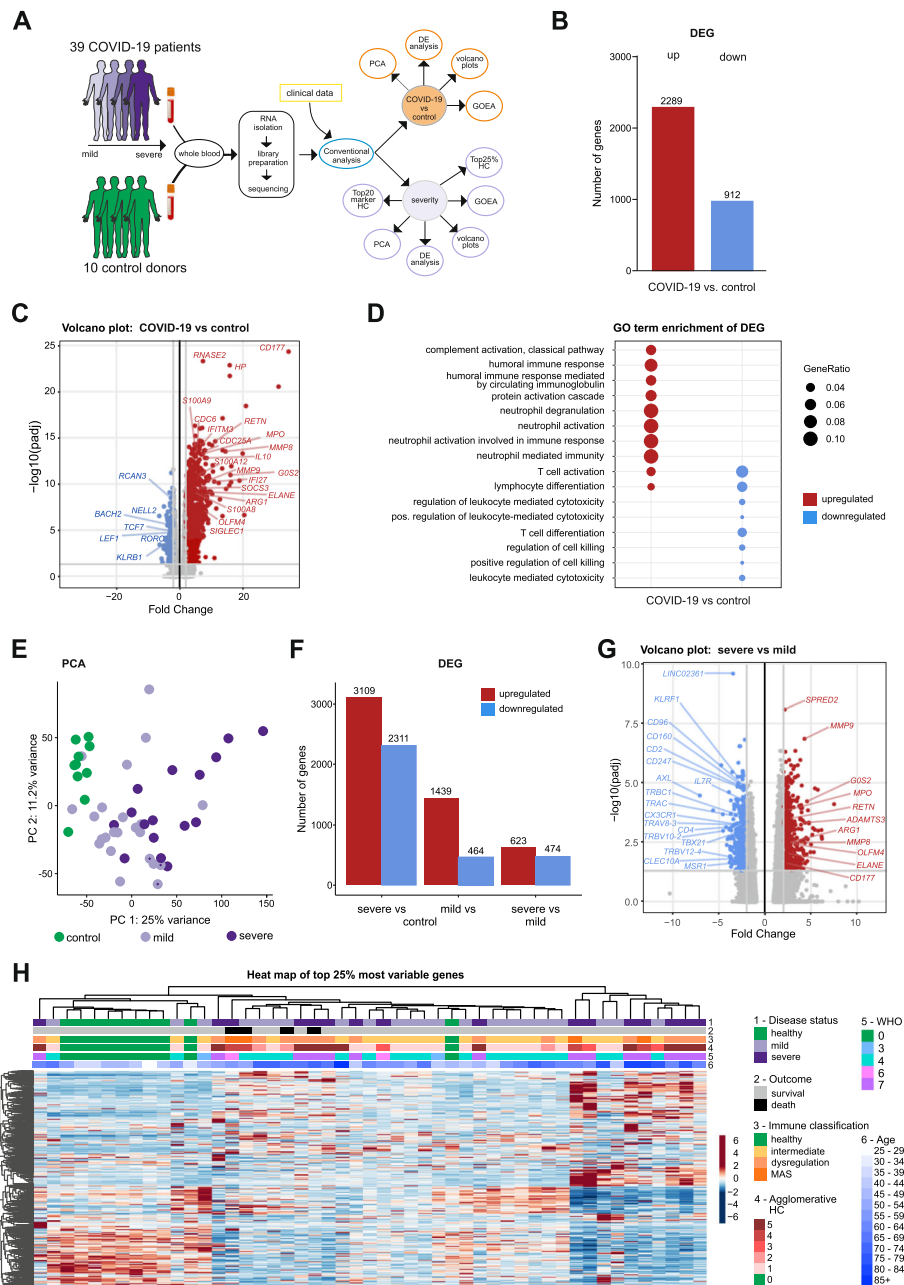 A
39 COVID-19 patients
mild
severe
10 control donors
whole blood
RNA
isolation
library
preparation
sequencing
clinical data
Conventional
analysis
COVID-19
vs
control
PCA
DE
analysis
volcano
plots
GOEA
severity
Top25%
HC
GOEA
volcano
plots
DE
analysis
PCA
Top20
marker
HC
B
DEG
up
down
3000
2000
1000
0
Number of genes
2289
912
COVID-19 vs. control
C
Volcano plot: COVID-19 vs control
25
20
15
10
5
0
−log10(padj)
−20
0
20
Fold Change
CD177
RNASE2
HP
S100A9
CDC6
RETN
IFITM3
MPO
CDC25A
MMP8
IL10
S100A12
MMP9
G0S2
IFI27
SOCS3
ELANE
ARG1
S100A8
OLFM4
SIGLEC1
RCAN3
BACH2
NELL2
TCF7
LEF1
RORC
KLRB1
D
GO term enrichment of DEG
complement activation, classical pathway
humoral immune response
humoral immune response mediated
by circulating immunoglobulin
protein activation cascade
neutrophil degranulation
neutrophil activation
neutrophil activation involved in immune response
neutrophil mediated immunity
T cell activation
lymphocyte differentiation
regulation of leukocyte mediated cytotoxicity
pos. regulation of leukocyte-mediated cytotoxicity
T cell differentiation
regulation of cell killing
positive regulation of cell killing
leukocyte mediated cytotoxicity
COVID-19 vs control
GeneRatio
0.04
0.06
0.08
0.10
upregulated
downregulated
E
PCA
PC 2: 11.2% variance
50
0
−50
−50
0
50
100
150
PC 1: 25% variance
control
mild
severe
F
DEG
Number of genes
3000
2000
1000
0
3109
2311
1439
464
623
474
upregulated
downregulated
severe vs
control
mild vs
control
severe vs
mild
G
Volcano plot: severe vs mild
10.0
7.5
5.0
2.5
0.0
−log10(padj)
−10
−5
0
5
10
Fold Change
LINC02361
KLRF1
CD96
CD160
CD2
CD247
AXL
IL7R
TRBC1
TRAC
CX3CR1
TRAV8-3
CD4
TRBV10-2
TBX21
TRBV12-4
CLEC10A
MSR1
SPRED2
MMP9
G0S2
MPO
RETN
ADAMTS3
ARG1
MMP8
OLFM4
ELANE
CD177
H
Heat map of top 25% most variable genes
1
2
3
4
5
6
6
4
2
0
−2
−4
−6
1 - Disease status
healthy
mild
severe
2 - Outcome
survival
death
3 - Immune classification
healthy
intermediate
dysregulation
MAS
4 - Agglomerative
HC
5
4
3
2
1
0
5 - WHO
0
3
4
6
7
6 - Age
25 - 29
30 - 34
35 - 39
40 - 44
45 - 49
50 - 54
55 - 59
60 - 64
65 - 69
70 - 74
75 - 79
80 - 84
85+